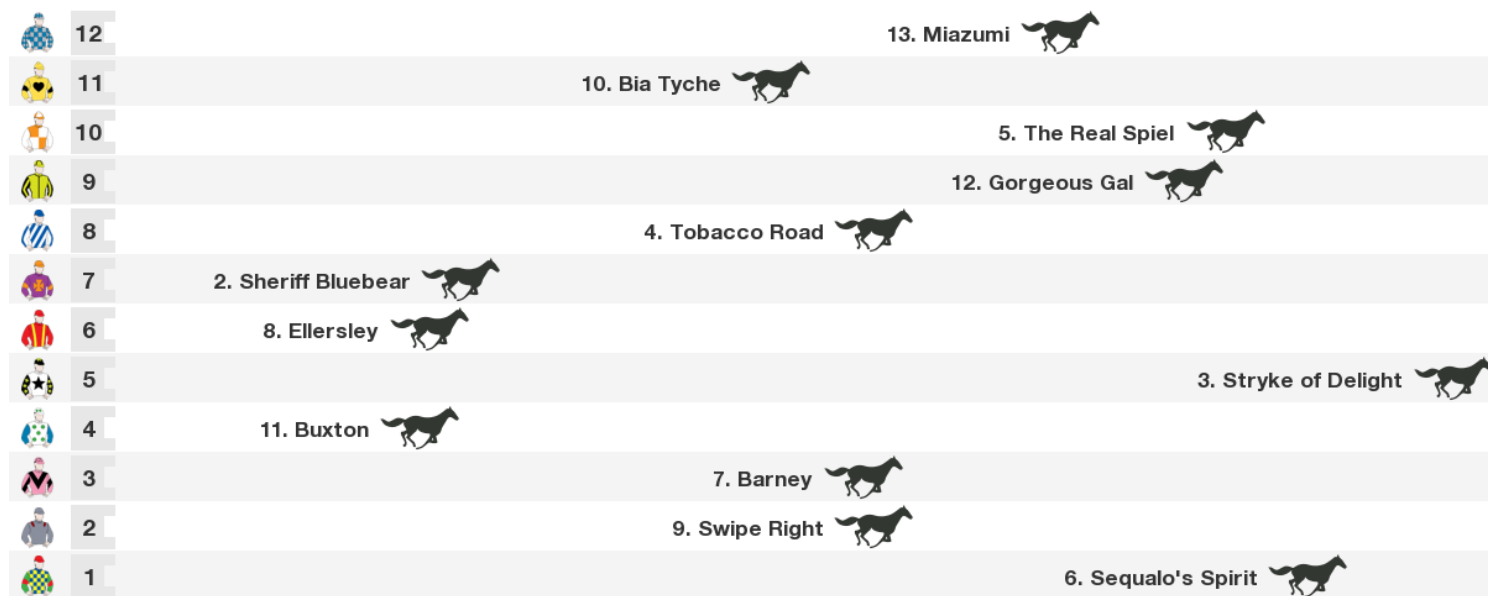 12 13. Miazumi
11 10. Bia Tyche
10 5. The Real Spiel
9 12. Gorgeous Gal
8 4. Tobacco Road
7 2. Sheriff Bluebear
6 8. Ellersley
5 3. Stryke of Delight
4 11. Buxton
3 7. Barney
2 9. Swipe Right
1 6. Sequalo's Spirit